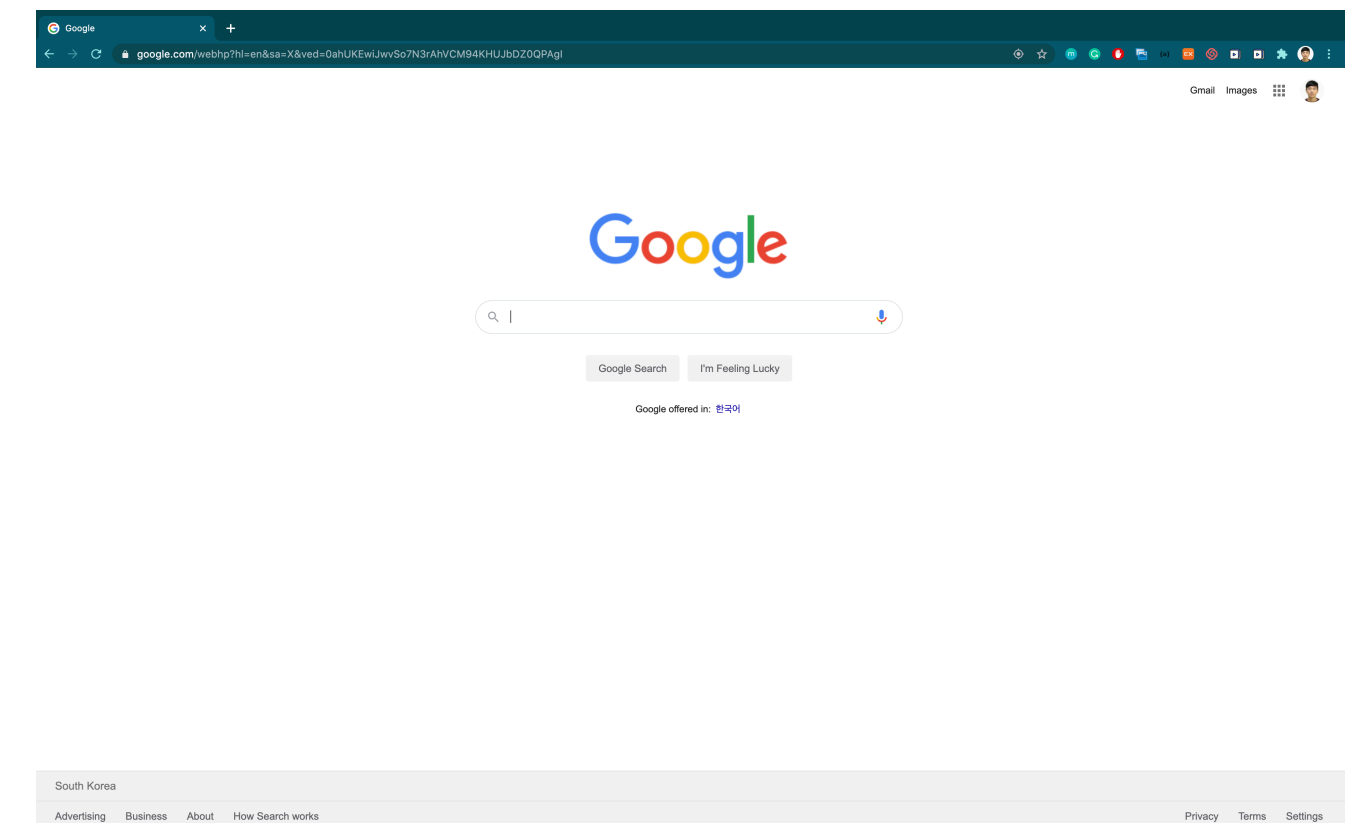 Google
google.com/webhp?hl=en&sa=X&ved=0ahUKEwiJwvSo7N3rAhVCM94KHUJbDZ0QPAgI
Gmail Images
Google
Google Search I'm Feeling Lucky
Google offered in: 한국어
South Korea
Advertising Business About How Search works Privacy Terms Settings